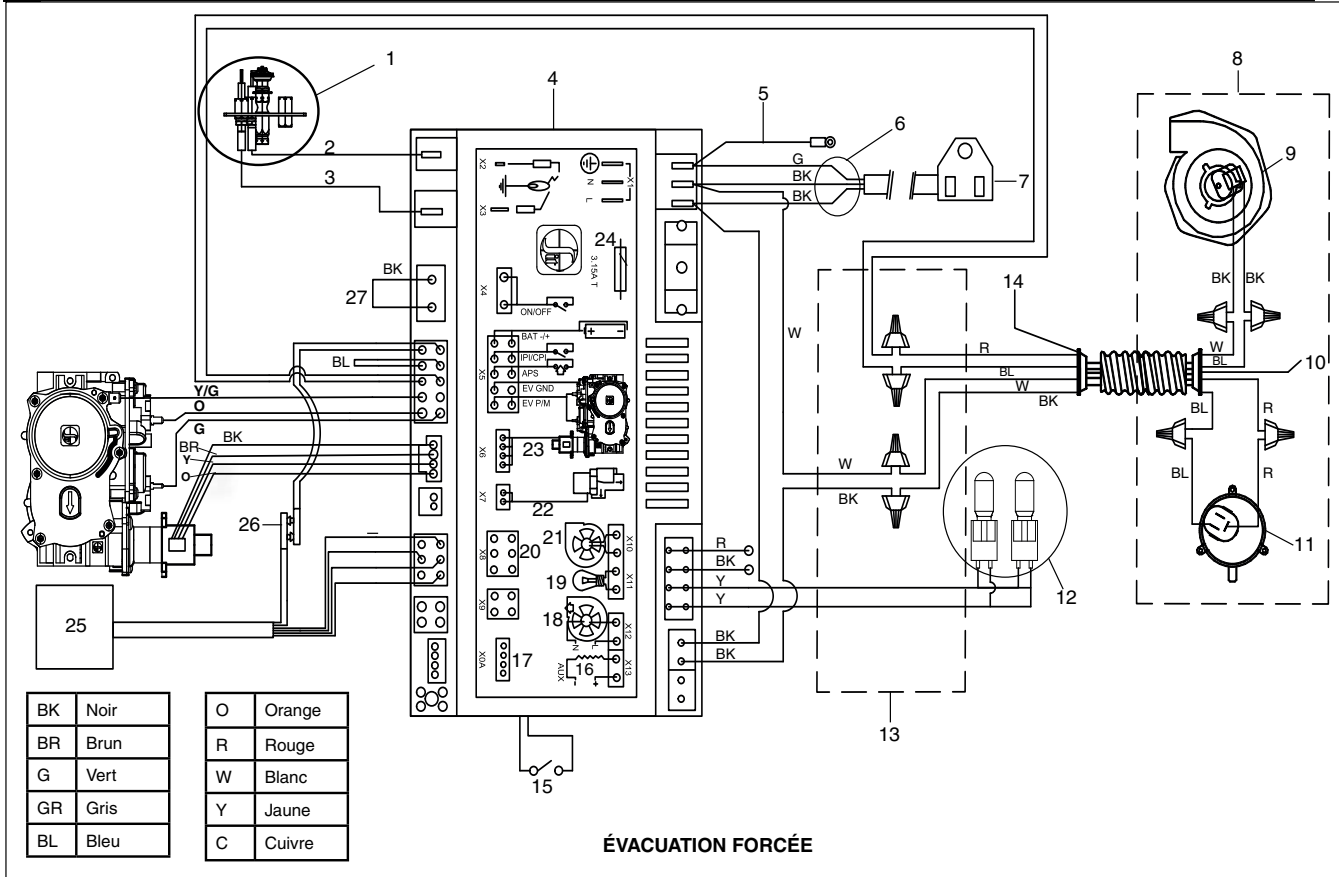 1
2
3
4
5
6
7
8
9
10
11
12
13
14
15
16
17
18
19
20
21
22
23
24
25
26
27
X2
X3
N
L
X1
3.15A T
X4
ON/OFF
BAT -/+
IPI/CPI
APS
EV GND
EV P/M
X5
X6
X7
X8
X9
X0A
X10
X11
X12
X13
N
L
AUX
-
+
+
-
BK
BL
Y/G
O
G
BK
BR
Y
O
G
BK
BK
W
R
BL
W
BK
W
BK
R
BK
Y
Y
BK
BK
BK
BK
W
BL
BL
R
BL
R
BK Noir
BR Brun
G Vert
GR Gris
BL Bleu
O Orange
R Rouge
W Blanc
Y Jaune
C Cuivre
ÉVACUATION FORCÉE